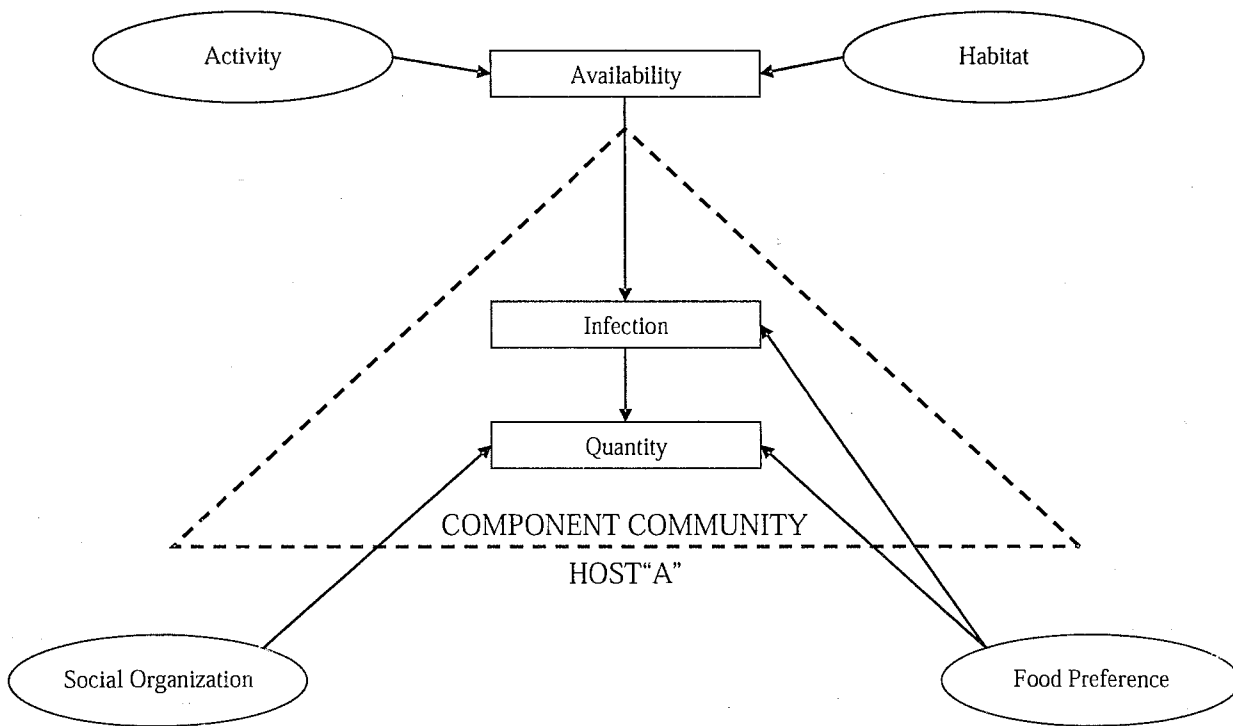 Activity
Availability
Habitat
Infection
Quantity
COMPONENT COMMUNITY
HOST“A”
Social Organization
Food Preference